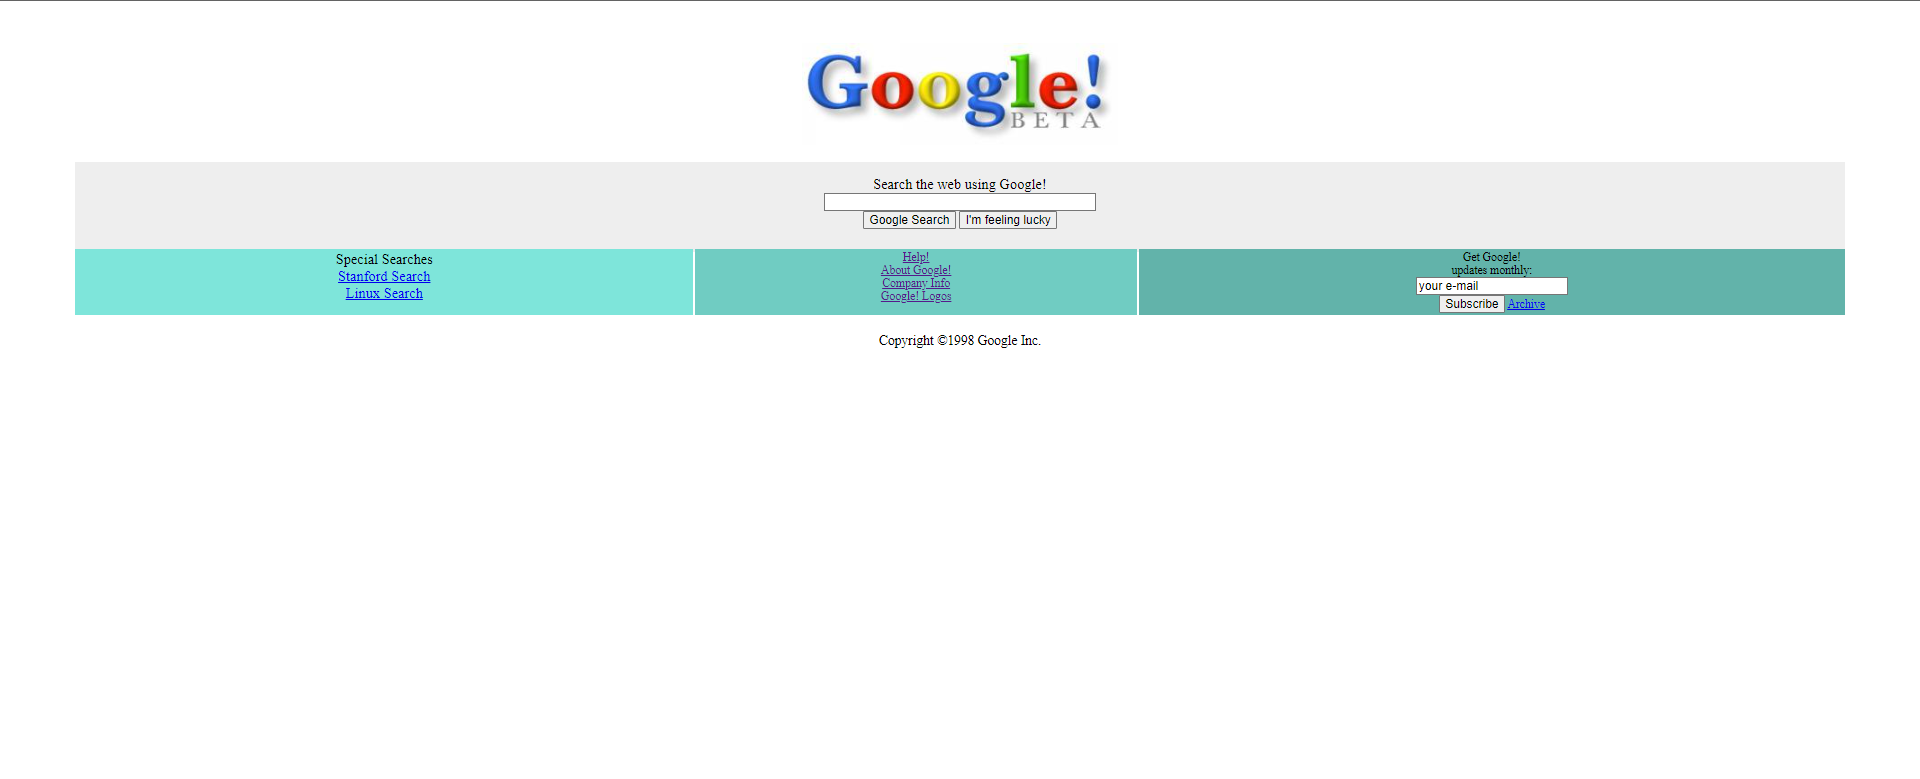 Google!
BETA
Search the web using Google!
Google Search I'm feeling lucky
Special Searches
Stanford Search
Linux Search
Help!
About Google!
Company Info
Google! Logos
Get Google!
updates monthly:
your e-mail
Subscribe Archive
Copyright ©1998 Google Inc.